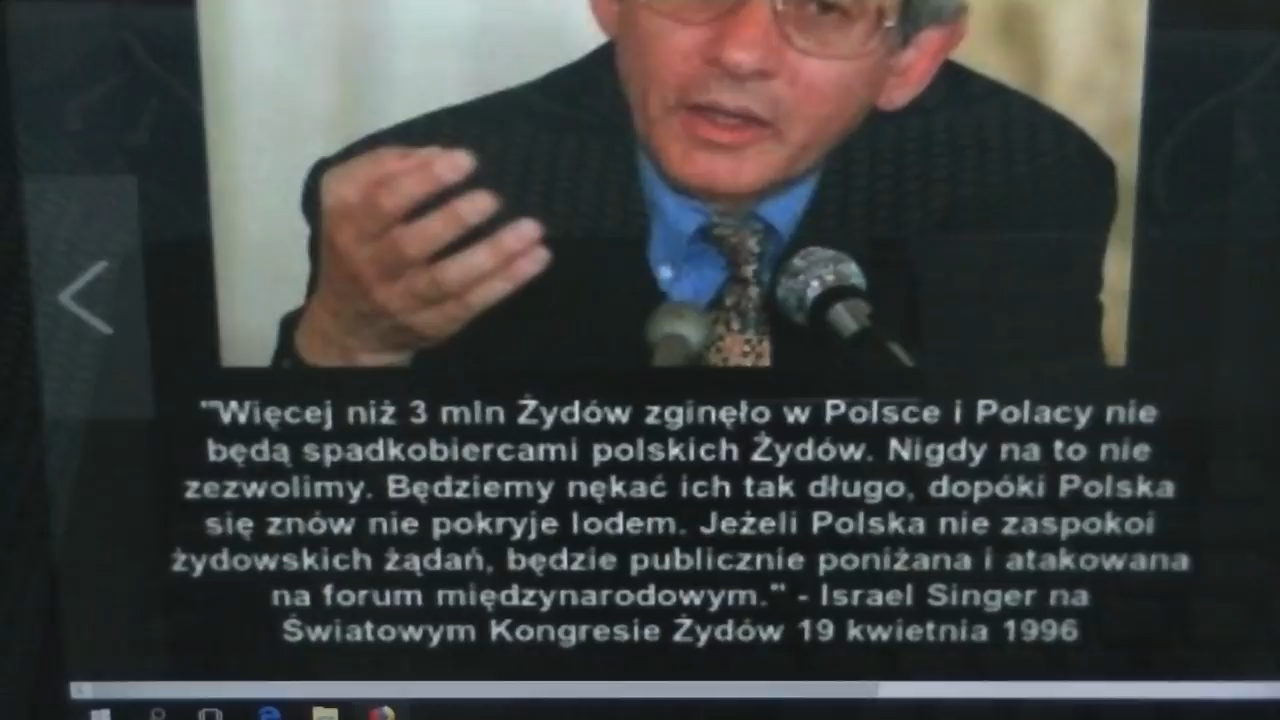 "Więcej niż 3 mln Żydów zginęło w Polsce i Polacy nie
będą spadkobiercami polskich Żydów. Nigdy na to nie
zezwolimy. Będziemy nękać ich tak długo, dopóki Polska
się znów nie pokryje lodem. Jeżeli Polska nie zaspokoi
żydowskich żądań, będzie publicznie poniżana i atakowana
na forum międzynarodowym." - Israel Singer na
Światowym Kongresie Żydów 19 kwietnia 1996